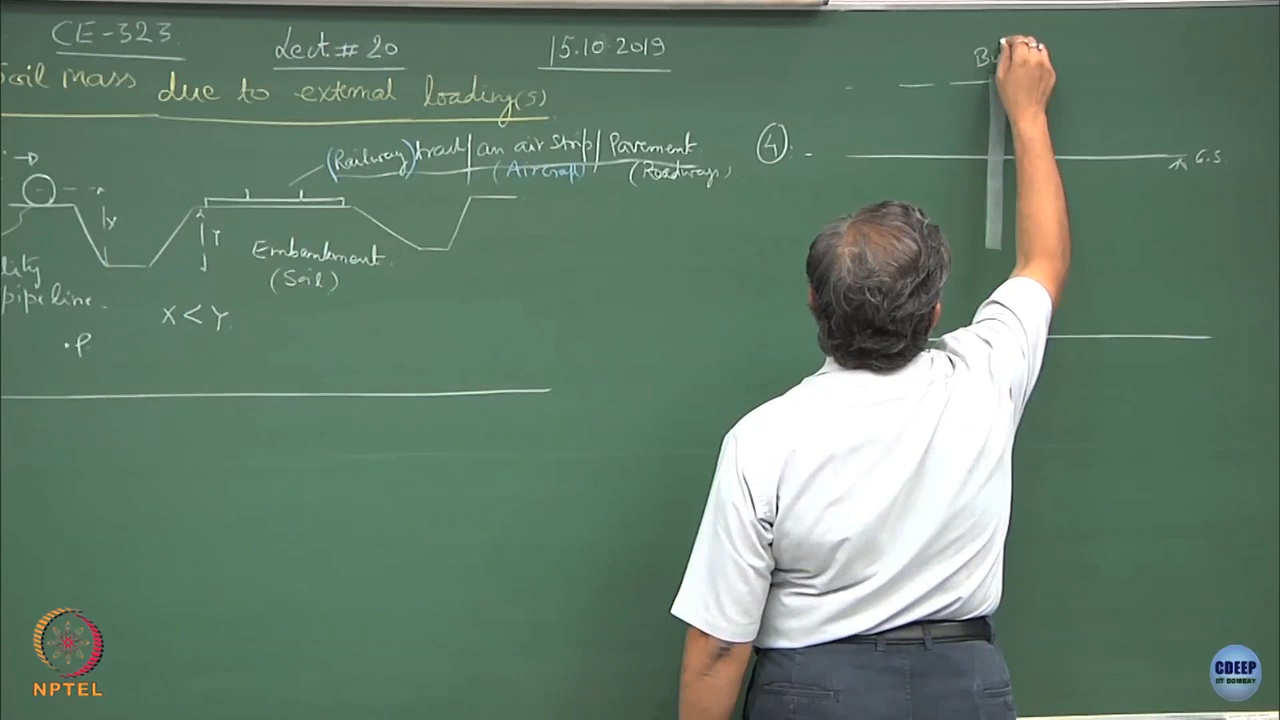 CE-323
Lect # 20
15.10.2019
Soil mass due to external loading(s)
(Railway) track / an air strip / Pavement
(Aircraft)
(Roadways)
X
Y
Embankment
(Soil)
pipeline.
X < Y
.P
4 : -
G.S.
NPTEL
CDEEP
IIT BOMBAY